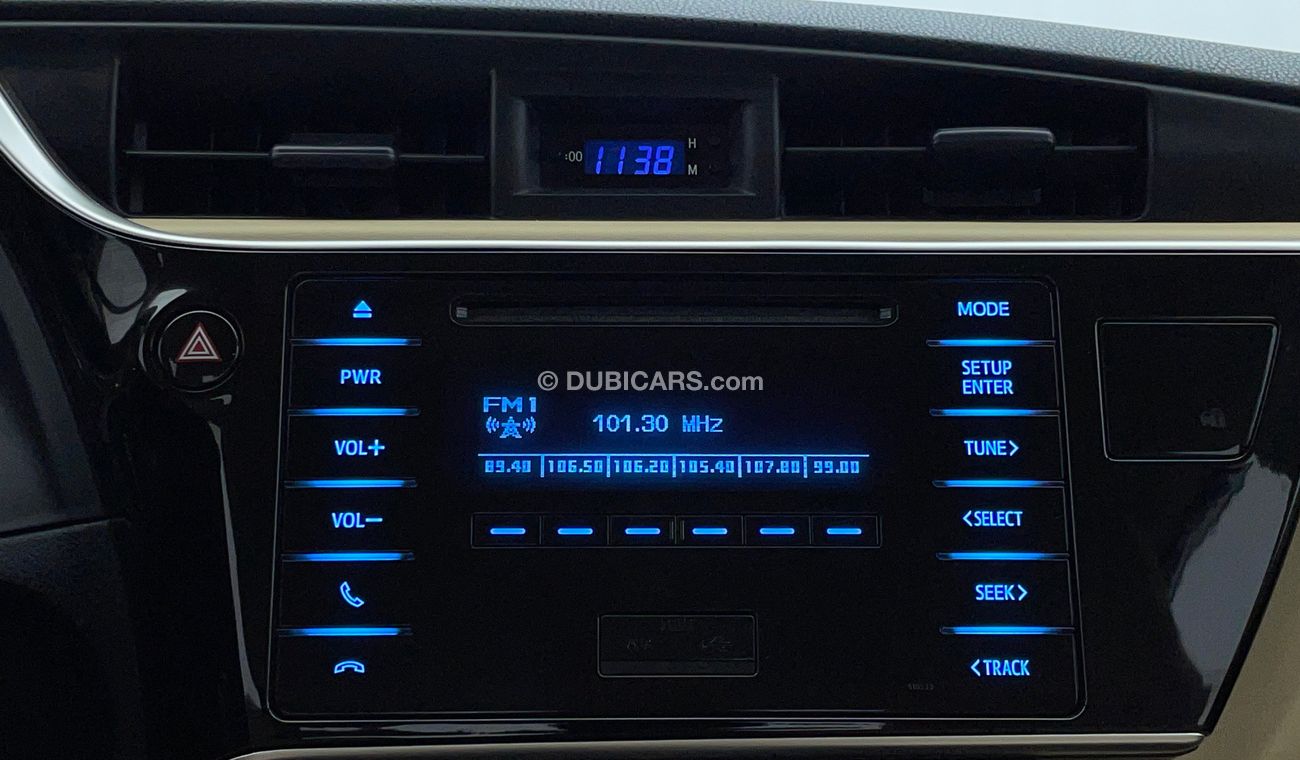 :00 1138 H
M
MODE
© DUBICARS.com
PWR
SETUP
ENTER
FM1
101.30 MHz
VOL+
TUNE>
89.40 106.50 106.20 105.40 107.80 99.00
VOL−
<SELECT
SEEK>
<TRACK